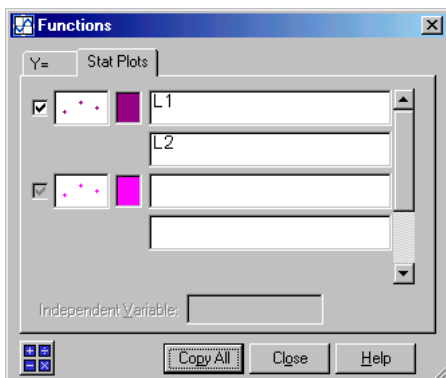 Functions
Y=
Stat Plots
L1
L2
Independent Variable:
Copy All
Close
Help